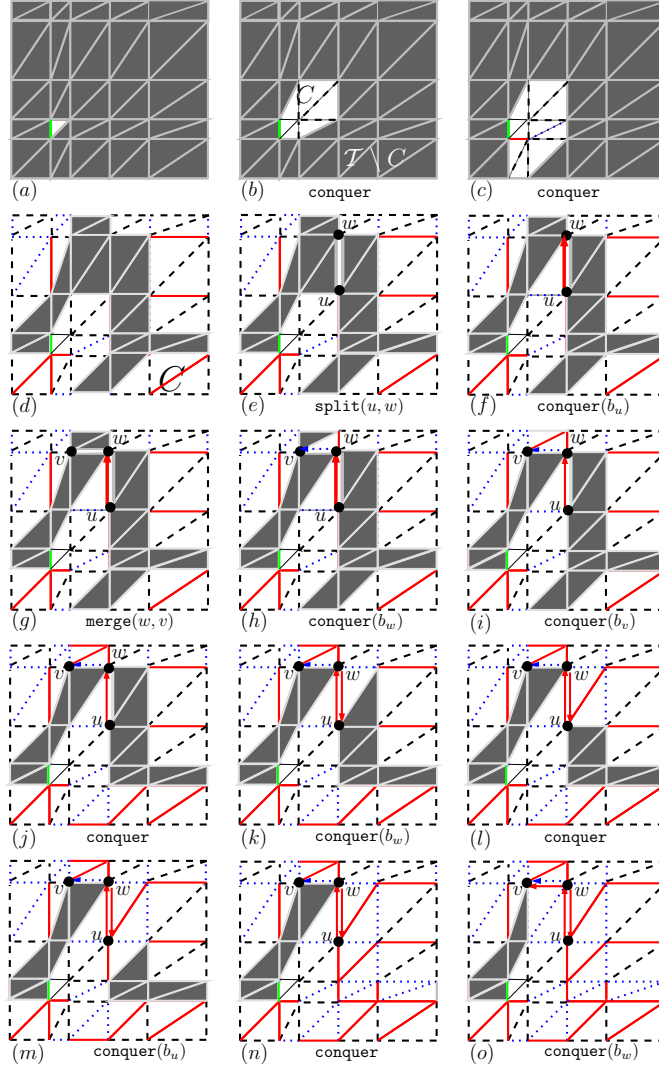 C
𝒯 \ C
(a) (b) (c)
conquer conquer
w w
u u
C
(d) (e) (f)
split(u, w) conquer(b_u)
v w v w v w
u u u
(g) (h) (i)
merge(w, v) conquer(b_w) conquer(b_v)
v w v w v w
u u u
(j) (k) (l)
conquer conquer(b_w) conquer
v w v w v w
u u u
(m) (n) (o)
conquer(b_u) conquer conquer(b_w)